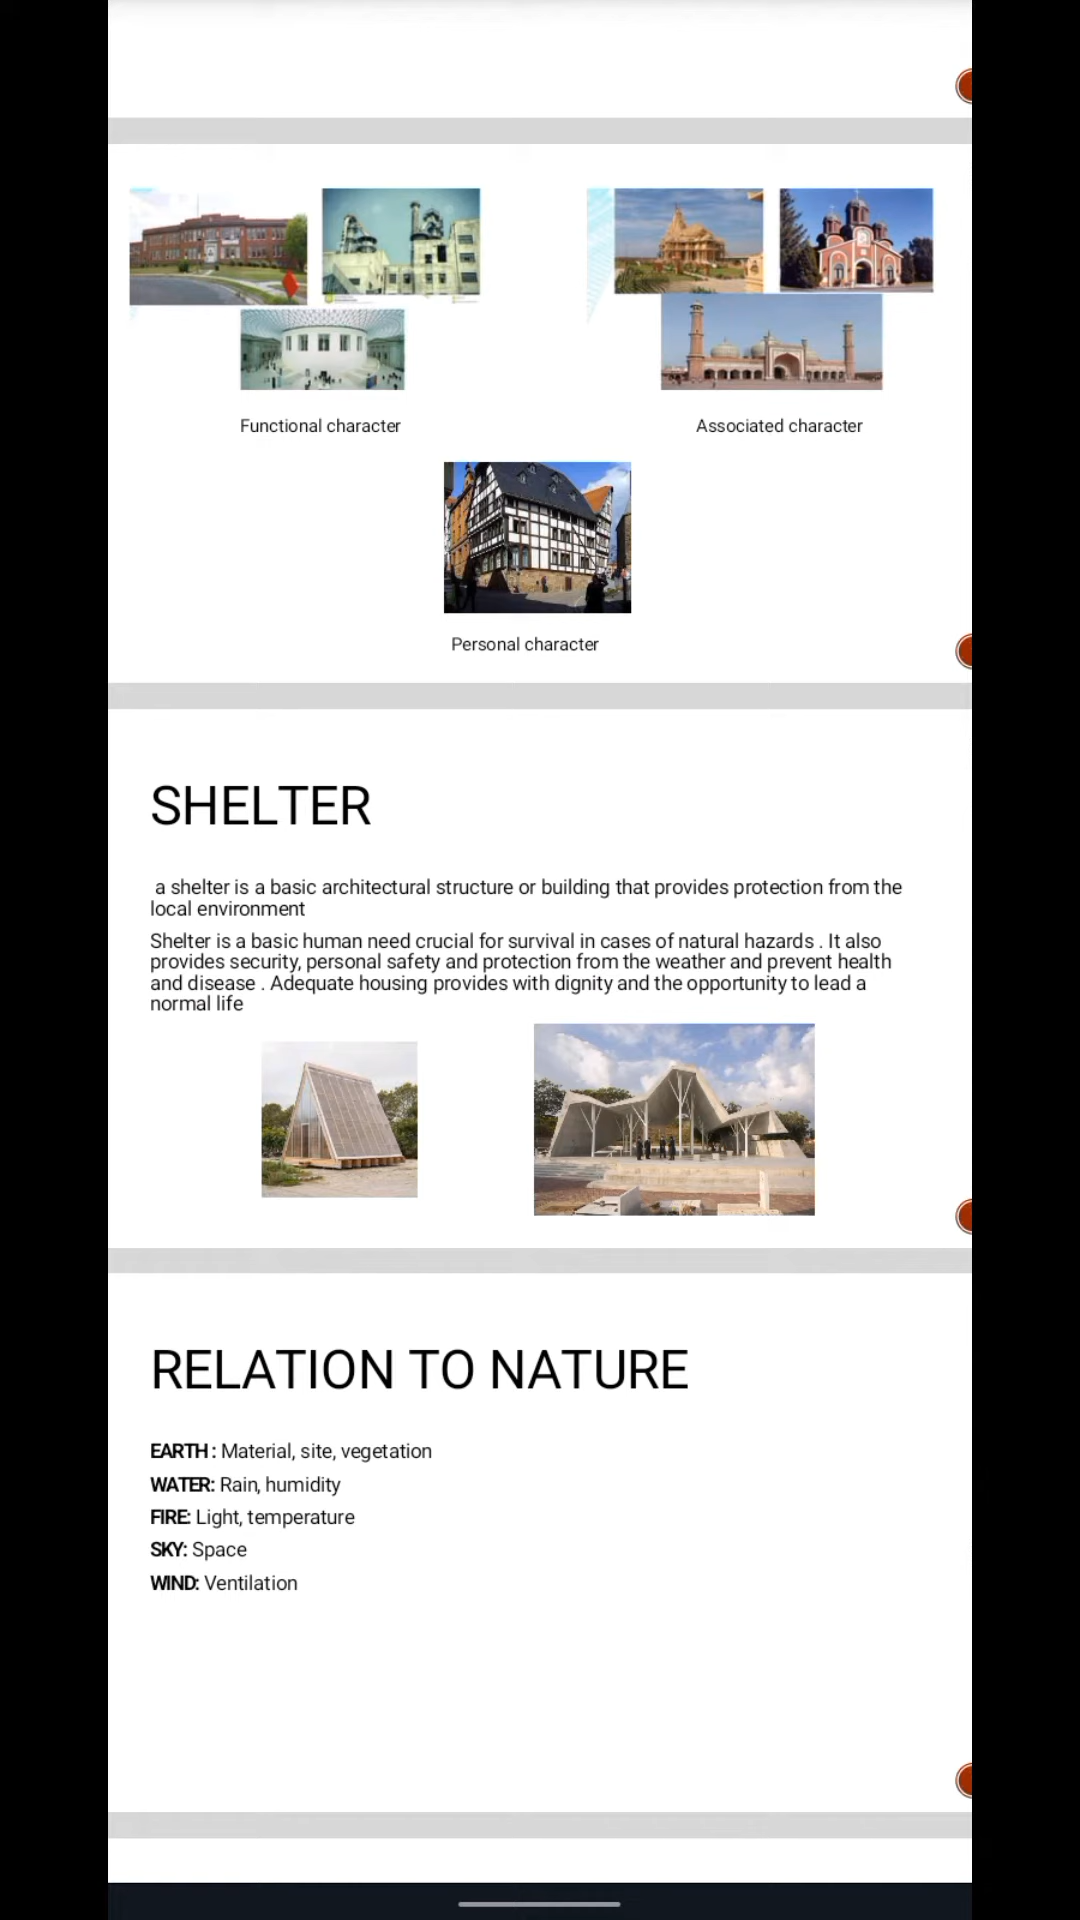 Functional character
Associated character
Personal character
SHELTER
a shelter is a basic architectural structure or building that provides protection from the
local environment
Shelter is a basic human need crucial for survival in cases of natural hazards . It also
provides security, personal safety and protection from the weather and prevent health
and disease . Adequate housing provides with dignity and the opportunity to lead a
normal life
RELATION TO NATURE
EARTH : Material, site, vegetation
WATER: Rain, humidity
FIRE: Light, temperature
SKY: Space
WIND: Ventilation